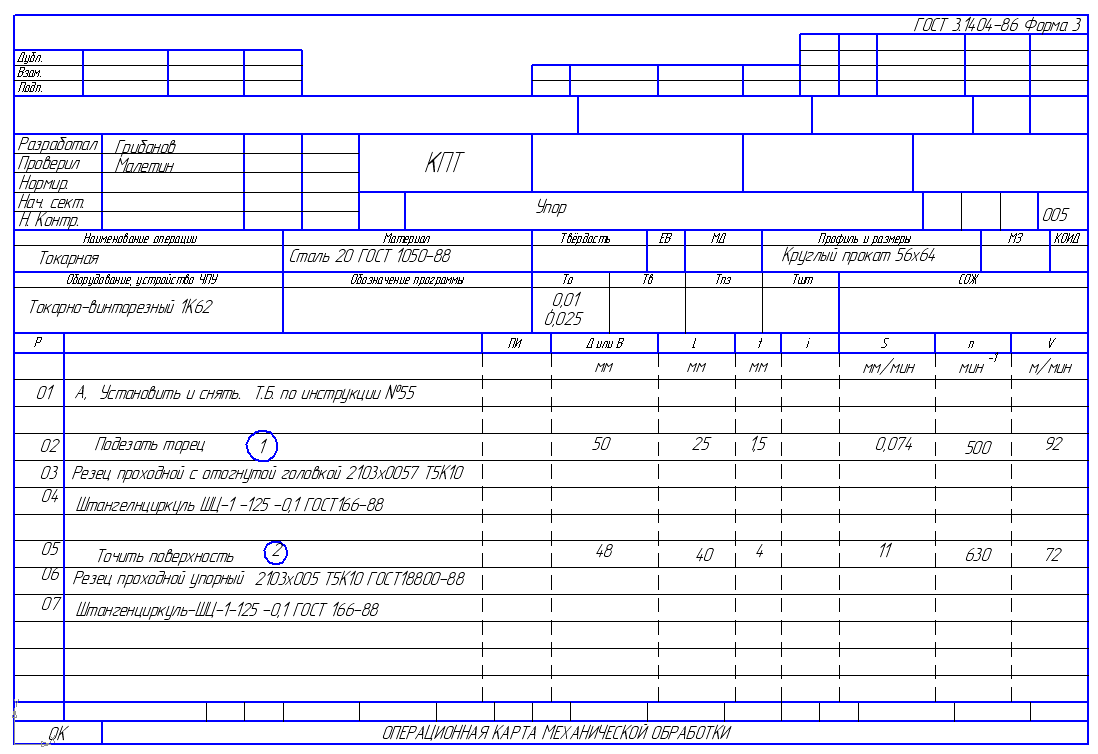 ГОСТ 3.1404-86 Форма 3
Дубл.
Взам.
Подл.
Разработал Грибанов
Проверил Малетин
КПТ
Нормир.
Нач. сект.
Упор
005
Н. Контр.
Наименование операции Материал Твёрдость ЕВ МД Профиль и размеры МЗ КОИД
Токарная Сталь 20 ГОСТ 1050-88 Круглый прокат 56х64
Оборудование, устройство ЧПУ Обозначение программы То Тв Тпз Тшт СОЖ
Токарно-винторезный 1К62 0,01
0,025
Р ПИ Д или В L t i S n V
мм мм мм мм/мин мин -1 м/мин
01 А, Установить и снять. Т.Б. по инструкции №55
02 Подезать торец 1 50 25 1,5 0,074 500 92
03 Резец проходной с отогнутой головкой 2103х0057 Т5К10
04 Штангелнциркуль ШЦ-1 -125 -0,1 ГОСТ166-88
05 Точить поверхность 2 48 40 4 11 630 72
06 Резец проходной упорный 2103х005 Т5К10 ГОСТ18800-88
07 Штангенциркуль-ШЦ-1-125 -0,1 ГОСТ 166-88
ОК ОПЕРАЦИОННАЯ КАРТА МЕХАНИЧЕСКОЙ ОБРАБОТКИ